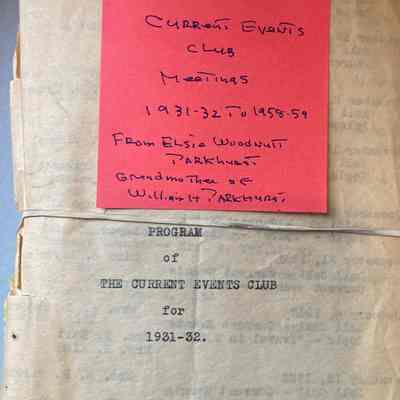 CURRENT EVENTS
CLUB
MEETINGS
1931-32 TO 1958-59
FROM ELSIE WOODNUTT
PARKHURST
GRANDMOTHER OF
WILLIAM H PARKHURST
PROGRAM
of
THE CURRENT EVENTS CLUB
for
1931-32.